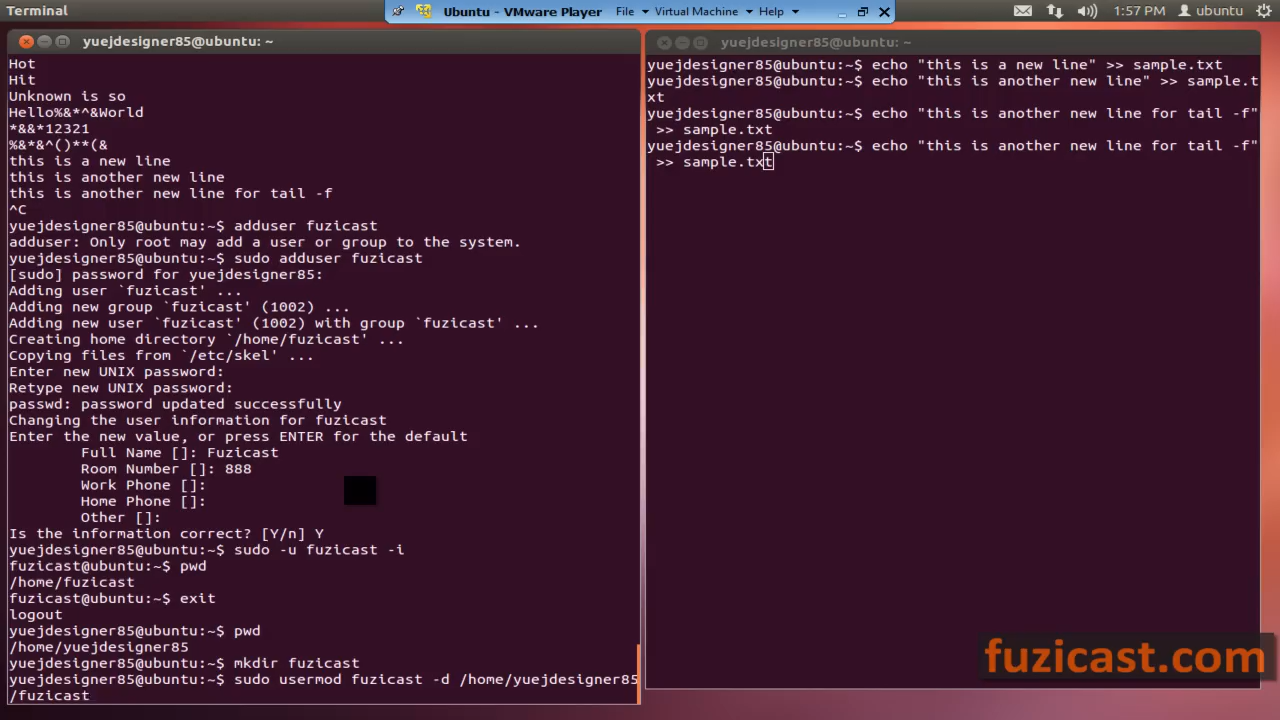 Terminal
Ubuntu - VMware Player File Virtual Machine Help
1:57 PM ubuntu
yuejdesigner85@ubuntu: ~
Hot
Hit
Unknown is so
Hello%&*^&World
*&&*12321
%&*&^()**(&
this is a new line
this is another new line
this is another new line for tail -f
^C
yuejdesigner85@ubuntu:~$ adduser fuzicast
adduser: Only root may add a user or group to the system.
yuejdesigner85@ubuntu:~$ sudo adduser fuzicast
[sudo] password for yuejdesigner85:
Adding user `fuzicast' ...
Adding new group `fuzicast' (1002) ...
Adding new user `fuzicast' (1002) with group `fuzicast' ...
Creating home directory `/home/fuzicast' ...
Copying files from `/etc/skel' ...
Enter new UNIX password:
Retype new UNIX password:
passwd: password updated successfully
Changing the user information for fuzicast
Enter the new value, or press ENTER for the default
Full Name []: Fuzicast
Room Number []: 888
Work Phone []:
Home Phone []:
Other []:
Is the information correct? [Y/n] Y
yuejdesigner85@ubuntu:~$ sudo -u fuzicast -i
fuzicast@ubuntu:~$ pwd
/home/fuzicast
fuzicast@ubuntu:~$ exit
logout
yuejdesigner85@ubuntu:~$ pwd
/home/yuejdesigner85
yuejdesigner85@ubuntu:~$ mkdir fuzicast
yuejdesigner85@ubuntu:~$ sudo usermod fuzicast -d /home/yuejdesigner85
/fuzicast
yuejdesigner85@ubuntu: ~
yuejdesigner85@ubuntu:~$ echo "this is a new line" >> sample.txt
yuejdesigner85@ubuntu:~$ echo "this is another new line" >> sample.t
xt
yuejdesigner85@ubuntu:~$ echo "this is another new line for tail -f"
>> sample.txt
yuejdesigner85@ubuntu:~$ echo "this is another new line for tail -f"
>> sample.txt
fuzicast.com